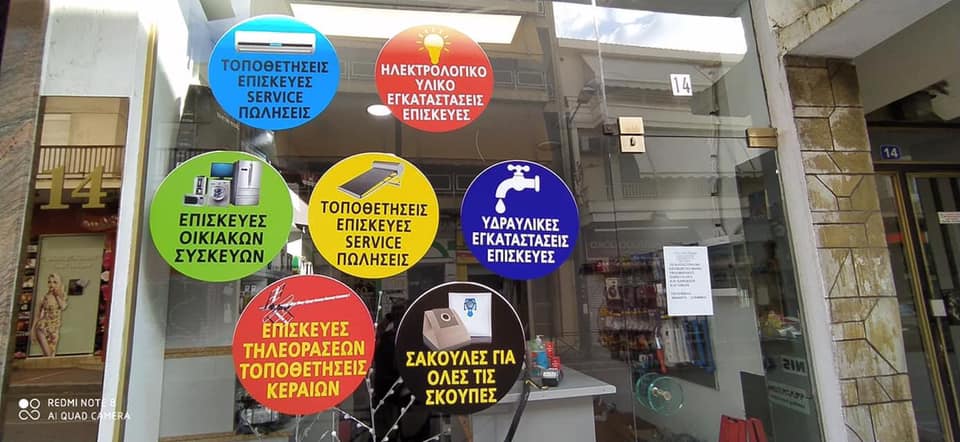 ΤΟΠΟΘΕΤΗΣΕΙΣ
ΕΠΙΣΚΕΥΕΣ
SERVICE
ΠΩΛΗΣΕΙΣ
ΗΛΕΚΤΡΟΛΟΓΙΚΟ
ΥΛΙΚΟ
ΕΓΚΑΤΑΣΤΑΣΕΙΣ
ΕΠΙΣΚΕΥΕΣ
14
14
14
ΕΠΙΣΚΕΥΕΣ
ΟΙΚΙΑΚΩΝ
ΣΥΣΚΕΥΩΝ
ΤΟΠΟΘΕΤΗΣΕΙΣ
ΕΠΙΣΚΕΥΕΣ
SERVICE
ΠΩΛΗΣΕΙΣ
ΥΔΡΑΥΛΙΚΕΣ
ΕΓΚΑΤΑΣΤΑΣΕΙΣ
ΕΠΙΣΚΕΥΕΣ
ΕΠΙΣΚΕΥΕΣ
ΤΗΛΕΟΡΑΣΕΩΝ
ΤΟΠΟΘΕΤΗΣΕΙΣ
ΚΕΡΑΙΩΝ
ΣΑΚΟΥΛΕΣ ΓΙΑ
ΟΛΕΣ ΤΙΣ
ΣΚΟΥΠΕΣ
REDMI NOTE 8
AI QUAD CAMERA